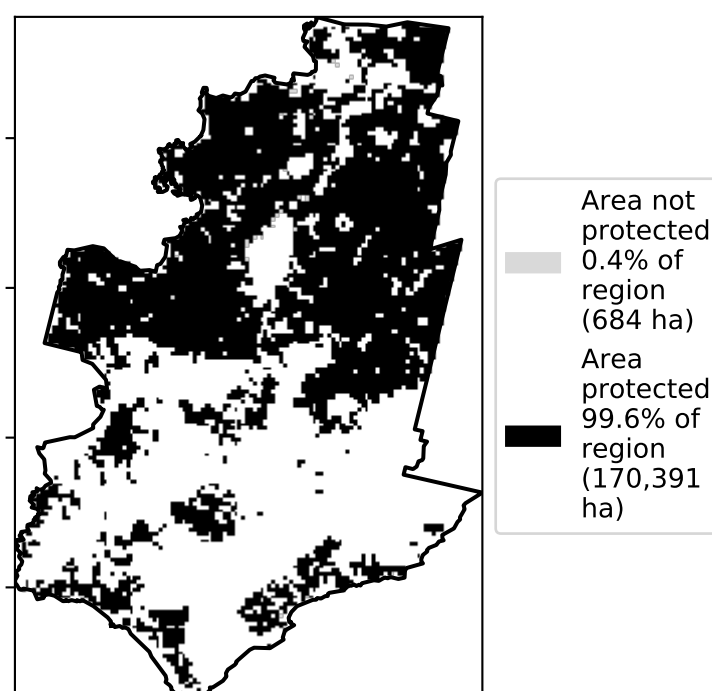 Area not
protected
0.4% of
region
(684 ha)
Area
protected
99.6% of
region
(170,391
ha)